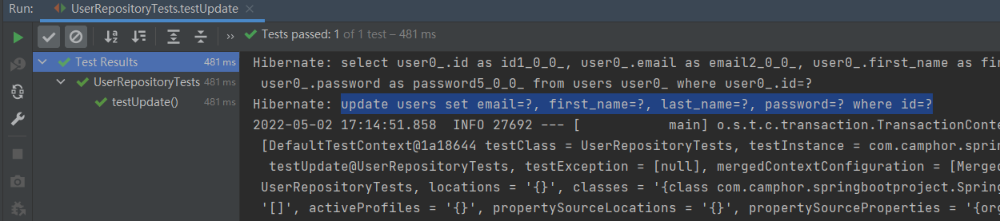 Run: UserRepositoryTests.testUpdate ×
» Tests passed: 1 of 1 test – 481 ms
Test Results 481 ms
UserRepositoryTests 481 ms
testUpdate() 481 ms
Hibernate: select user0_.id as id1_0_0_, user0_.email as email2_0_0_, user0_.first_name as fir
user0_.password as password5_0_0_ from users user0_ where user0_.id=?
Hibernate: update users set email=?, first_name=?, last_name=?, password=? where id=?
2022-05-02 17:14:51.858  INFO 27692 --- [           main] o.s.t.c.transaction.TransactionConte
[DefaultTestContext@1a18644 testClass = UserRepositoryTests, testInstance = com.camphor.sprin
testUpdate@UserRepositoryTests, testException = [null], mergedContextConfiguration = [Merged
UserRepositoryTests, locations = '{}', classes = '{class com.camphor.springbootproject.Spring
'[]', activeProfiles = '{}', propertySourceLocations = '{}', propertySourceProperties = '{org